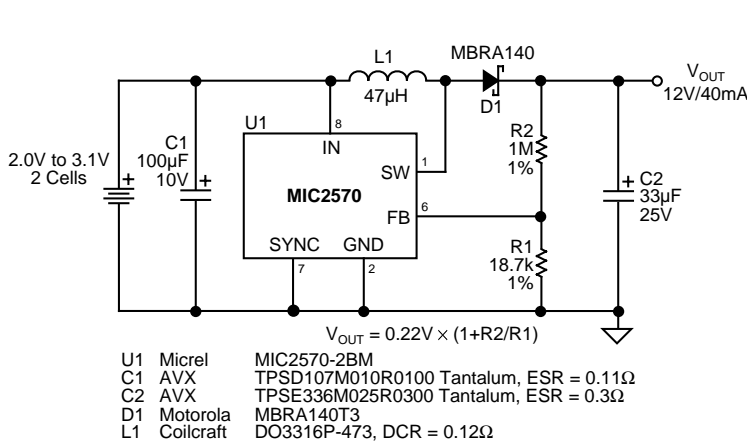 L1
47µH
MBRA140
D1
V_OUT
12V/40mA
2.0V to 3.1V
2 Cells
+
C1
100µF
10V
+
U1
8
IN
SW
1
MIC2570
FB
6
SYNC
GND
7
2
R2
1M
1%
R1
18.7k
1%
+
C2
33µF
25V
V_OUT = 0.22V × (1+R2/R1)
U1 Micrel MIC2570-2BM
C1 AVX TPSD107M010R0100 Tantalum, ESR = 0.11Ω
C2 AVX TPSE336M025R0300 Tantalum, ESR = 0.3Ω
D1 Motorola MBRA140T3
L1 Coilcraft DO3316P-473, DCR = 0.12Ω